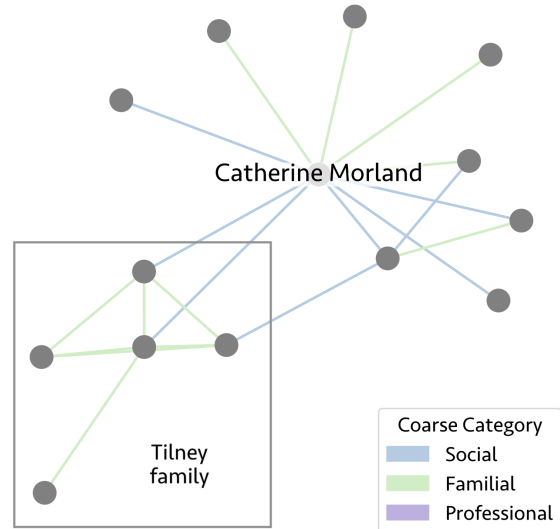 Catherine Morland
Tilney
family
Coarse Category
Social
Familial
Professional